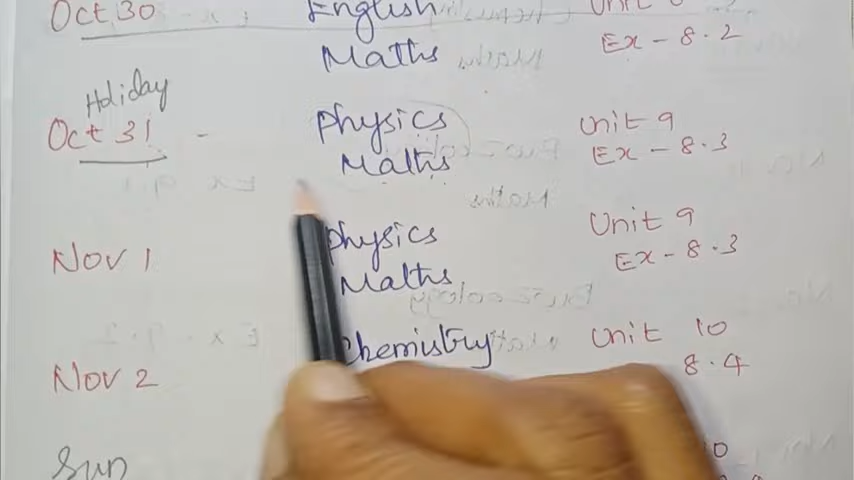 Oct 30 English Unit
Maths Ex - 8.2
Holiday
Oct 31 - Physics Unit 9
Maths Ex - 8.3
Nov 1 Physics Unit 9
Maths Ex - 8.3
Nov 2 Chemistry Unit 10
8.4
Sun